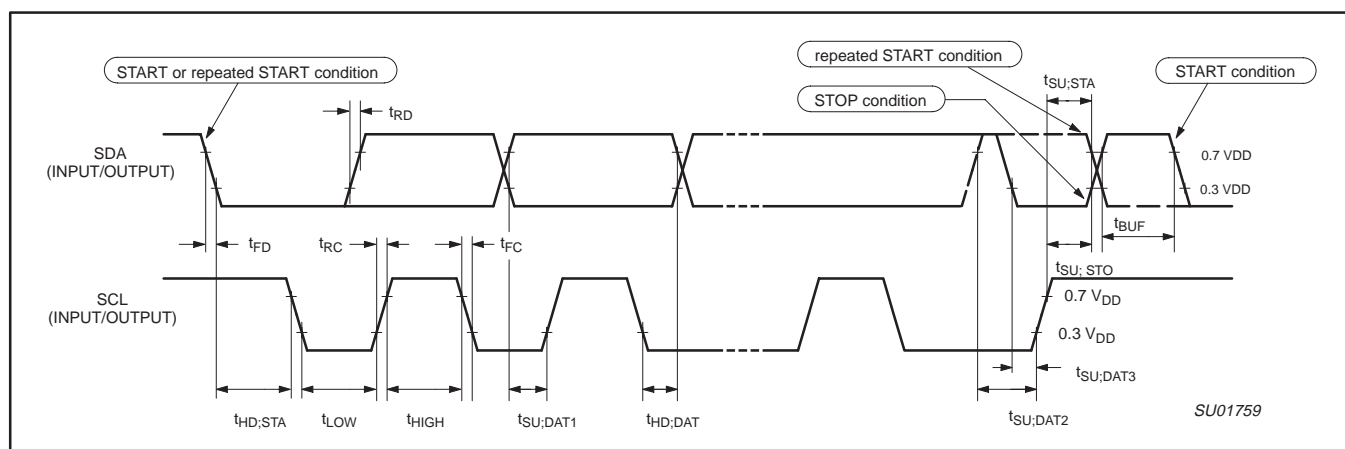 repeated START condition
START or repeated START condition
tSU;STA
START condition
STOP condition
tRD
SDA
(INPUT/OUTPUT)
0.7 VDD
0.3 VDD
tFD
tRC
tFC
tBUF
tSU; STO
SCL
(INPUT/OUTPUT)
0.7 VDD
0.3 VDD
tSU;DAT3
tHD;STA
tLOW
tHIGH
tSU;DAT1
tHD;DAT
tSU;DAT2
SU01759